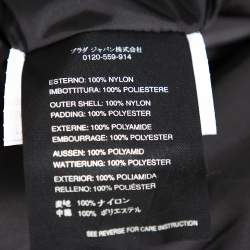 プラダ ジャパン株式会社
0120-559-914
ESTERNO: 100% NYLON
IMBOTTITURA: 100% POLIESTERE
OUTER SHELL: 100% NYLON
PADDING: 100% POLYESTER
EXTERNE: 100% POLYAMIDE
EMBOURRAGE: 100% POLYESTER
AUSSEN: 100% POLYAMID
WATTIERUNG: 100% POLYESTER
EXTERIOR: 100% POLIAMIDA
RELLENO: 100% POLIÉSTER
表地 100% ナイロン
中綿 100% ポリエステル
SEE REVERSE FOR CARE INSTRUCTION